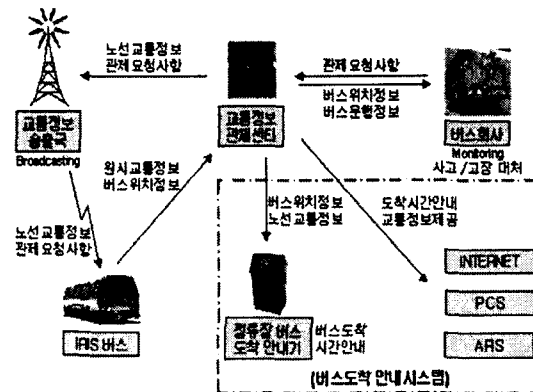 노선교통정보
관제요청사항
관제요청사항
버스위치정보
버스운행정보
교통정보
송출국
Broadcasting
교통정보
관제센터
버스회사
Monitoring
사고/고장 대처
원시교통정보
버스위치정보
버스위치정보
노선교통정보
도착시간안내
교통정보제공
노선교통정보
관제요청사항
INTERNET
PCS
ARS
IRIS 버스
정류장 버스
도착 안내기
버스도착
시간안내
(버스도착 안내시스템)